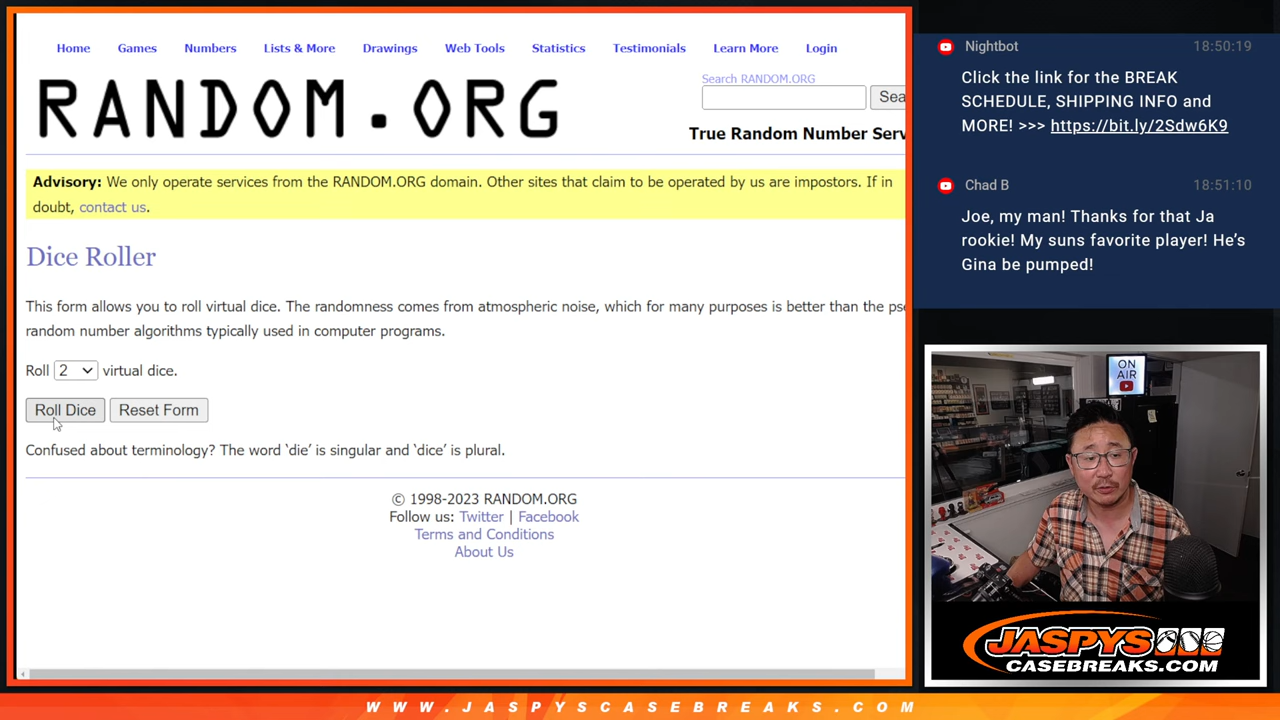 Home Games Numbers Lists & More Drawings Web Tools Statistics Testimonials Learn More Login
RANDOM.ORG
Search RANDOM.ORG
Sea
True Random Number Serv
Advisory: We only operate services from the RANDOM.ORG domain. Other sites that claim to be operated by us are impostors. If in
doubt, contact us.
Dice Roller
This form allows you to roll virtual dice. The randomness comes from atmospheric noise, which for many purposes is better than the pse
random number algorithms typically used in computer programs.
Roll 2 virtual dice.
Roll Dice Reset Form
Confused about terminology? The word ‘die’ is singular and ‘dice’ is plural.
© 1998-2023 RANDOM.ORG
Follow us: Twitter | Facebook
Terms and Conditions
About Us
Nightbot 18:50:19
Click the link for the BREAK
SCHEDULE, SHIPPING INFO and
MORE! >>> https://bit.ly/2Sdw6K9
Chad B 18:51:10
Joe, my man! Thanks for that Ja
rookie! My suns favorite player! He’s
Gina be pumped!
ON
AIR
JASPYS
CASEBREAKS.COM
WWW.JASPYSCASEBREAKS.COM